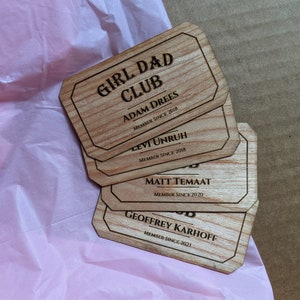 GIRL DAD
CLUB
ADAM DREES
MEMBER SINCE 2018
LEVI UNRUH
MEMBER SINCE 2018
MATT TEMAAT
MEMBER SINCE 2020
GEOFFREY KARHOFF
MEMBER SINCE 2021